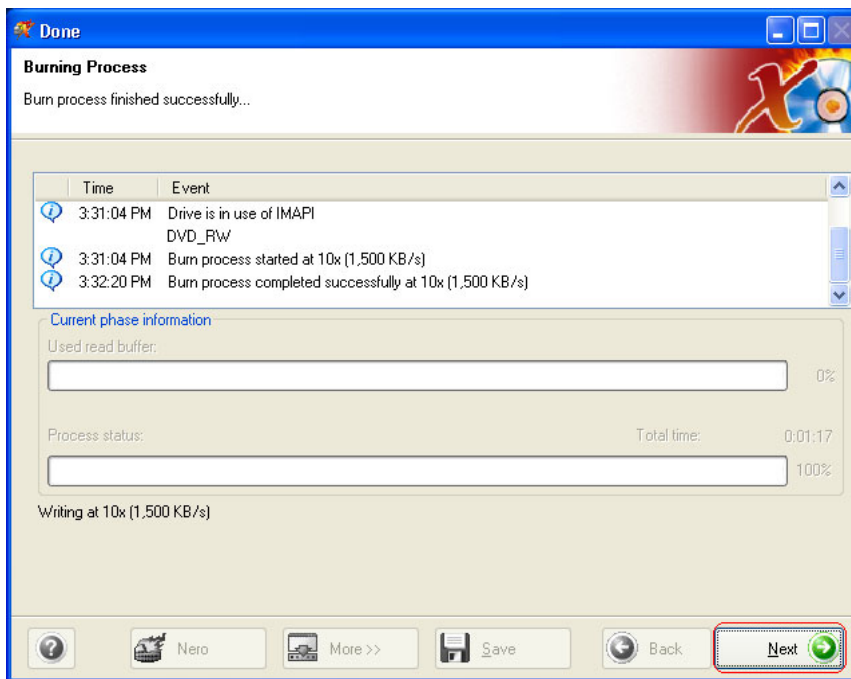 Done
Burning Process
Burn process finished successfully...
Time Event
3:31:04 PM Drive is in use of IMAPI
DVD_RW
3:31:04 PM Burn process started at 10x (1,500 KB/s)
3:32:20 PM Burn process completed successfully at 10x (1,500 KB/s)
Current phase information
Used read buffer:
0%
Process status: Total time: 0:01:17
100%
Writing at 10x (1,500 KB/s)
Nero More >> Save Back Next